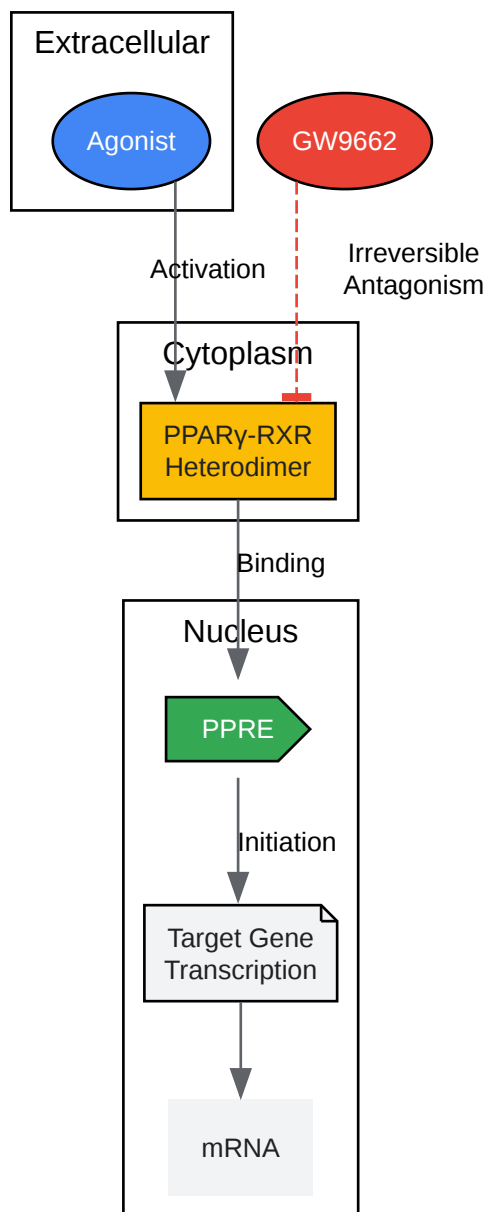 Extracellular
Agonist
GW9662
Activation
Irreversible
Antagonism
Cytoplasm
PPARγ-RXR
Heterodimer
Binding
Nucleus
PPRE
Initiation
Target Gene
Transcription
mRNA